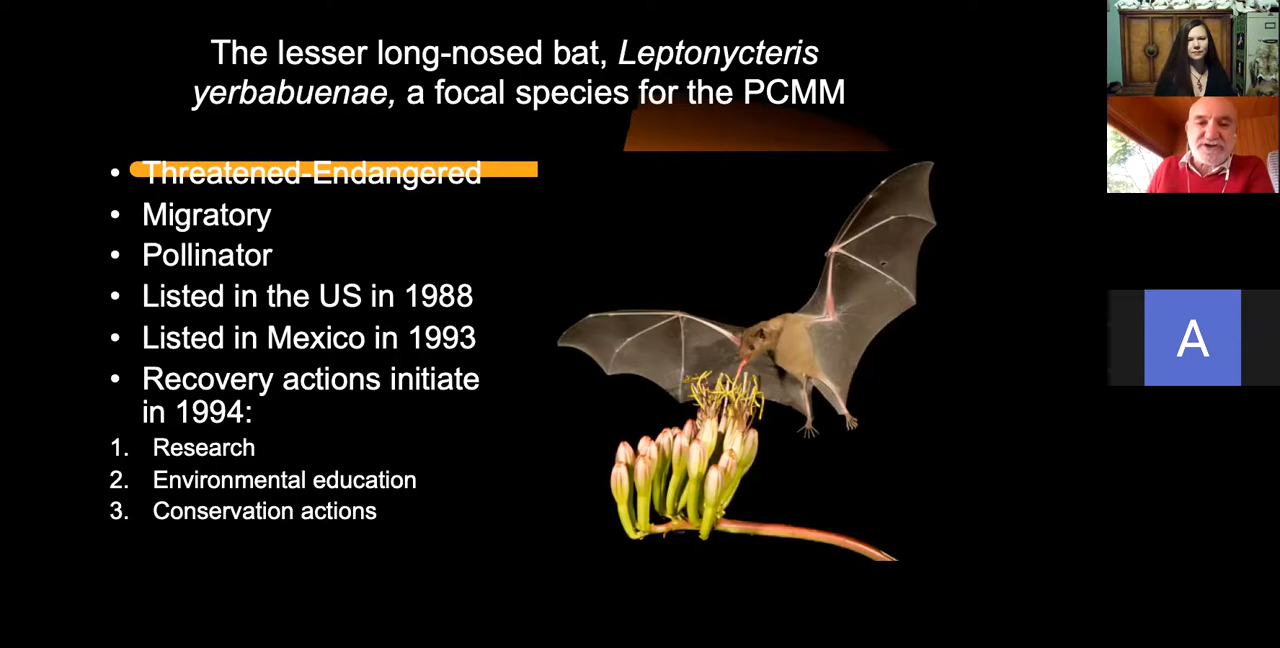 The lesser long-nosed bat, Leptonycteris
yerbabuenae, a focal species for the PCMM
• Threatened-Endangered
• Migratory
• Pollinator
• Listed in the US in 1988
• Listed in Mexico in 1993
• Recovery actions initiate
in 1994:
1. Research
2. Environmental education
3. Conservation actions
A